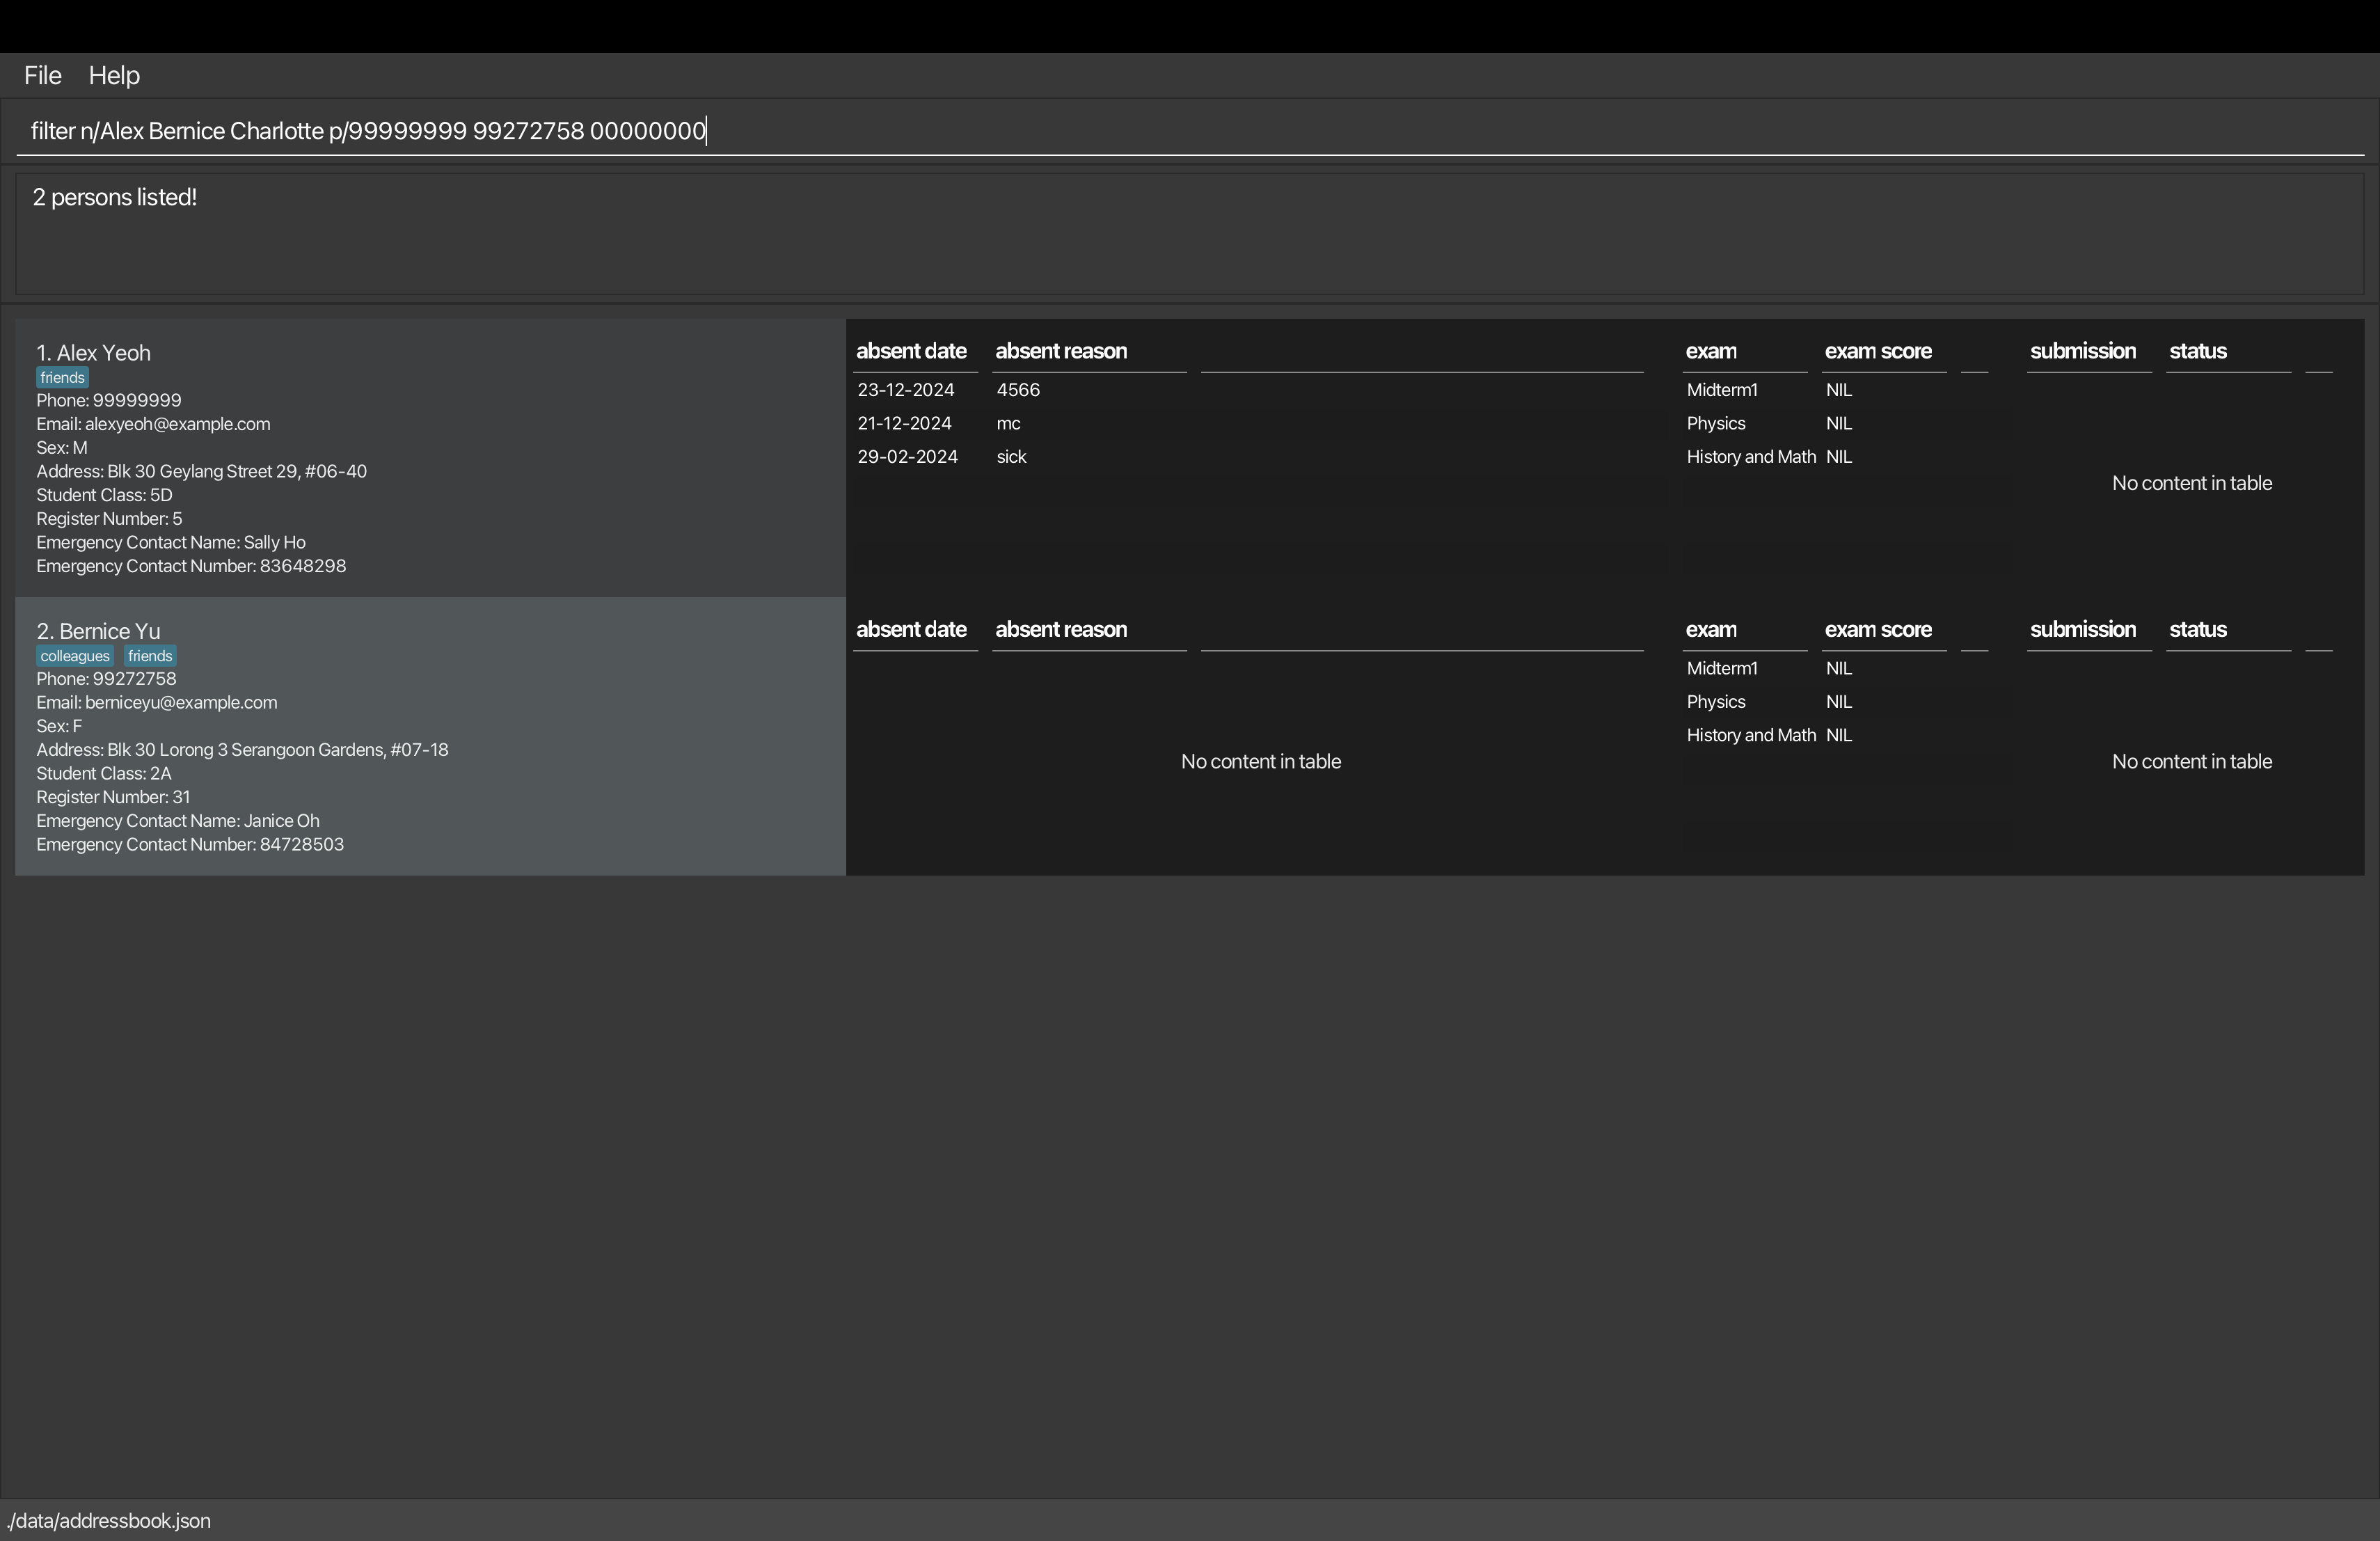 File Help
filter n/Alex Bernice Charlotte p/99999999 99272758 00000000
2 persons listed!
1. Alex Yeoh
friends
Phone: 99999999
Email: alexyeoh@example.com
Sex: M
Address: Blk 30 Geylang Street 29, #06-40
Student Class: 5D
Register Number: 5
Emergency Contact Name: Sally Ho
Emergency Contact Number: 83648298
absent date absent reason
23-12-2024 4566
21-12-2024 mc
29-02-2024 sick
exam exam score
Midterm1 NIL
Physics NIL
History and Math NIL
submission status
No content in table
2. Bernice Yu
colleagues friends
Phone: 99272758
Email: berniceyu@example.com
Sex: F
Address: Blk 30 Lorong 3 Serangoon Gardens, #07-18
Student Class: 2A
Register Number: 31
Emergency Contact Name: Janice Oh
Emergency Contact Number: 84728503
absent date absent reason
No content in table
exam exam score
Midterm1 NIL
Physics NIL
History and Math NIL
submission status
No content in table
./data/addressbook.json